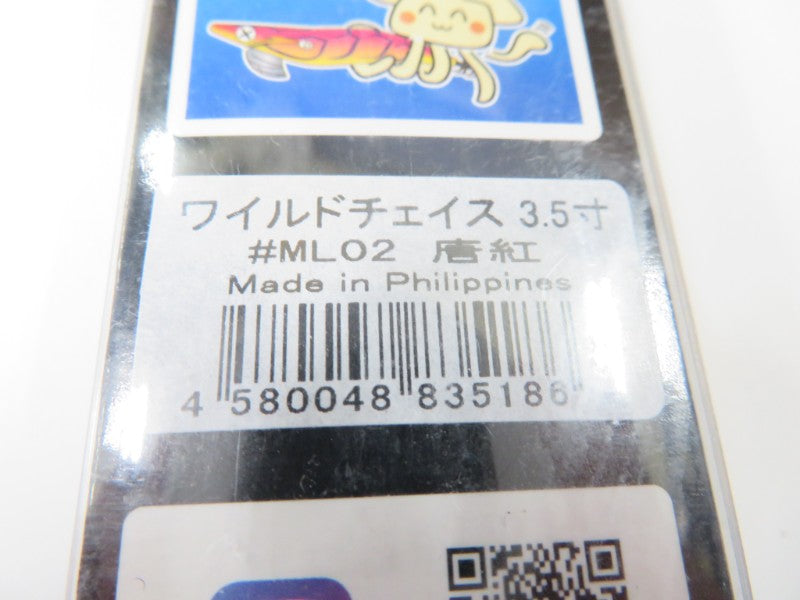 ワイルドチェイス 3.5寸
#ML02 唐紅
Made in Philippines
4 580048 835186